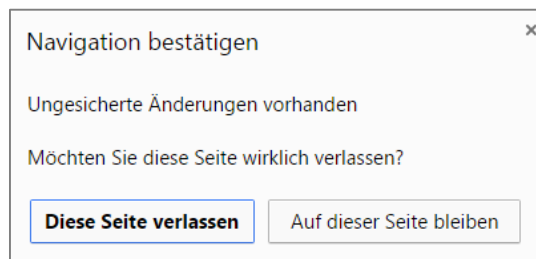 Navigation bestätigen
Ungesicherte Änderungen vorhanden
Möchten Sie diese Seite wirklich verlassen?
Diese Seite verlassen Auf dieser Seite bleiben